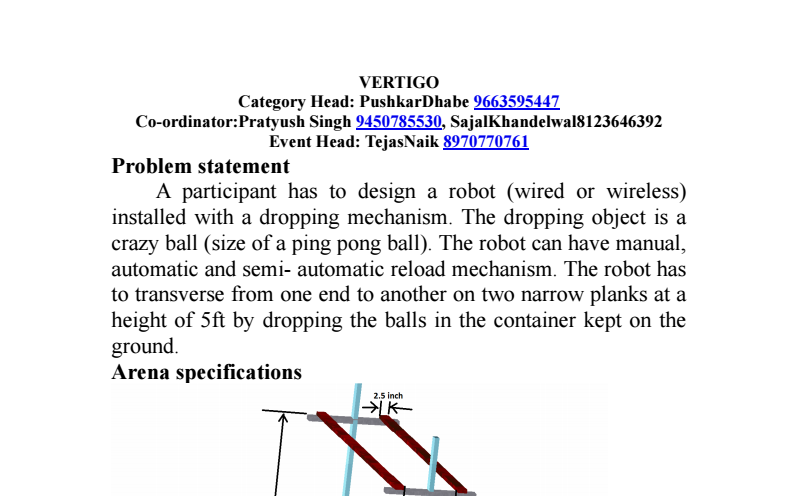 VERTIGO
Category Head: PushkarDhabe 9663595447
Co-ordinator:Pratyush Singh 9450785530, SajalKhandelwal8123646392
Event Head: TejasNaik 8970770761
Problem statement
A participant has to design a robot (wired or wireless)
installed with a dropping mechanism. The dropping object is a
crazy ball (size of a ping pong ball). The robot can have manual,
automatic and semi- automatic reload mechanism. The robot has
to transverse from one end to another on two narrow planks at a
height of 5ft by dropping the balls in the container kept on the
ground.
Arena specifications
2.5 inch